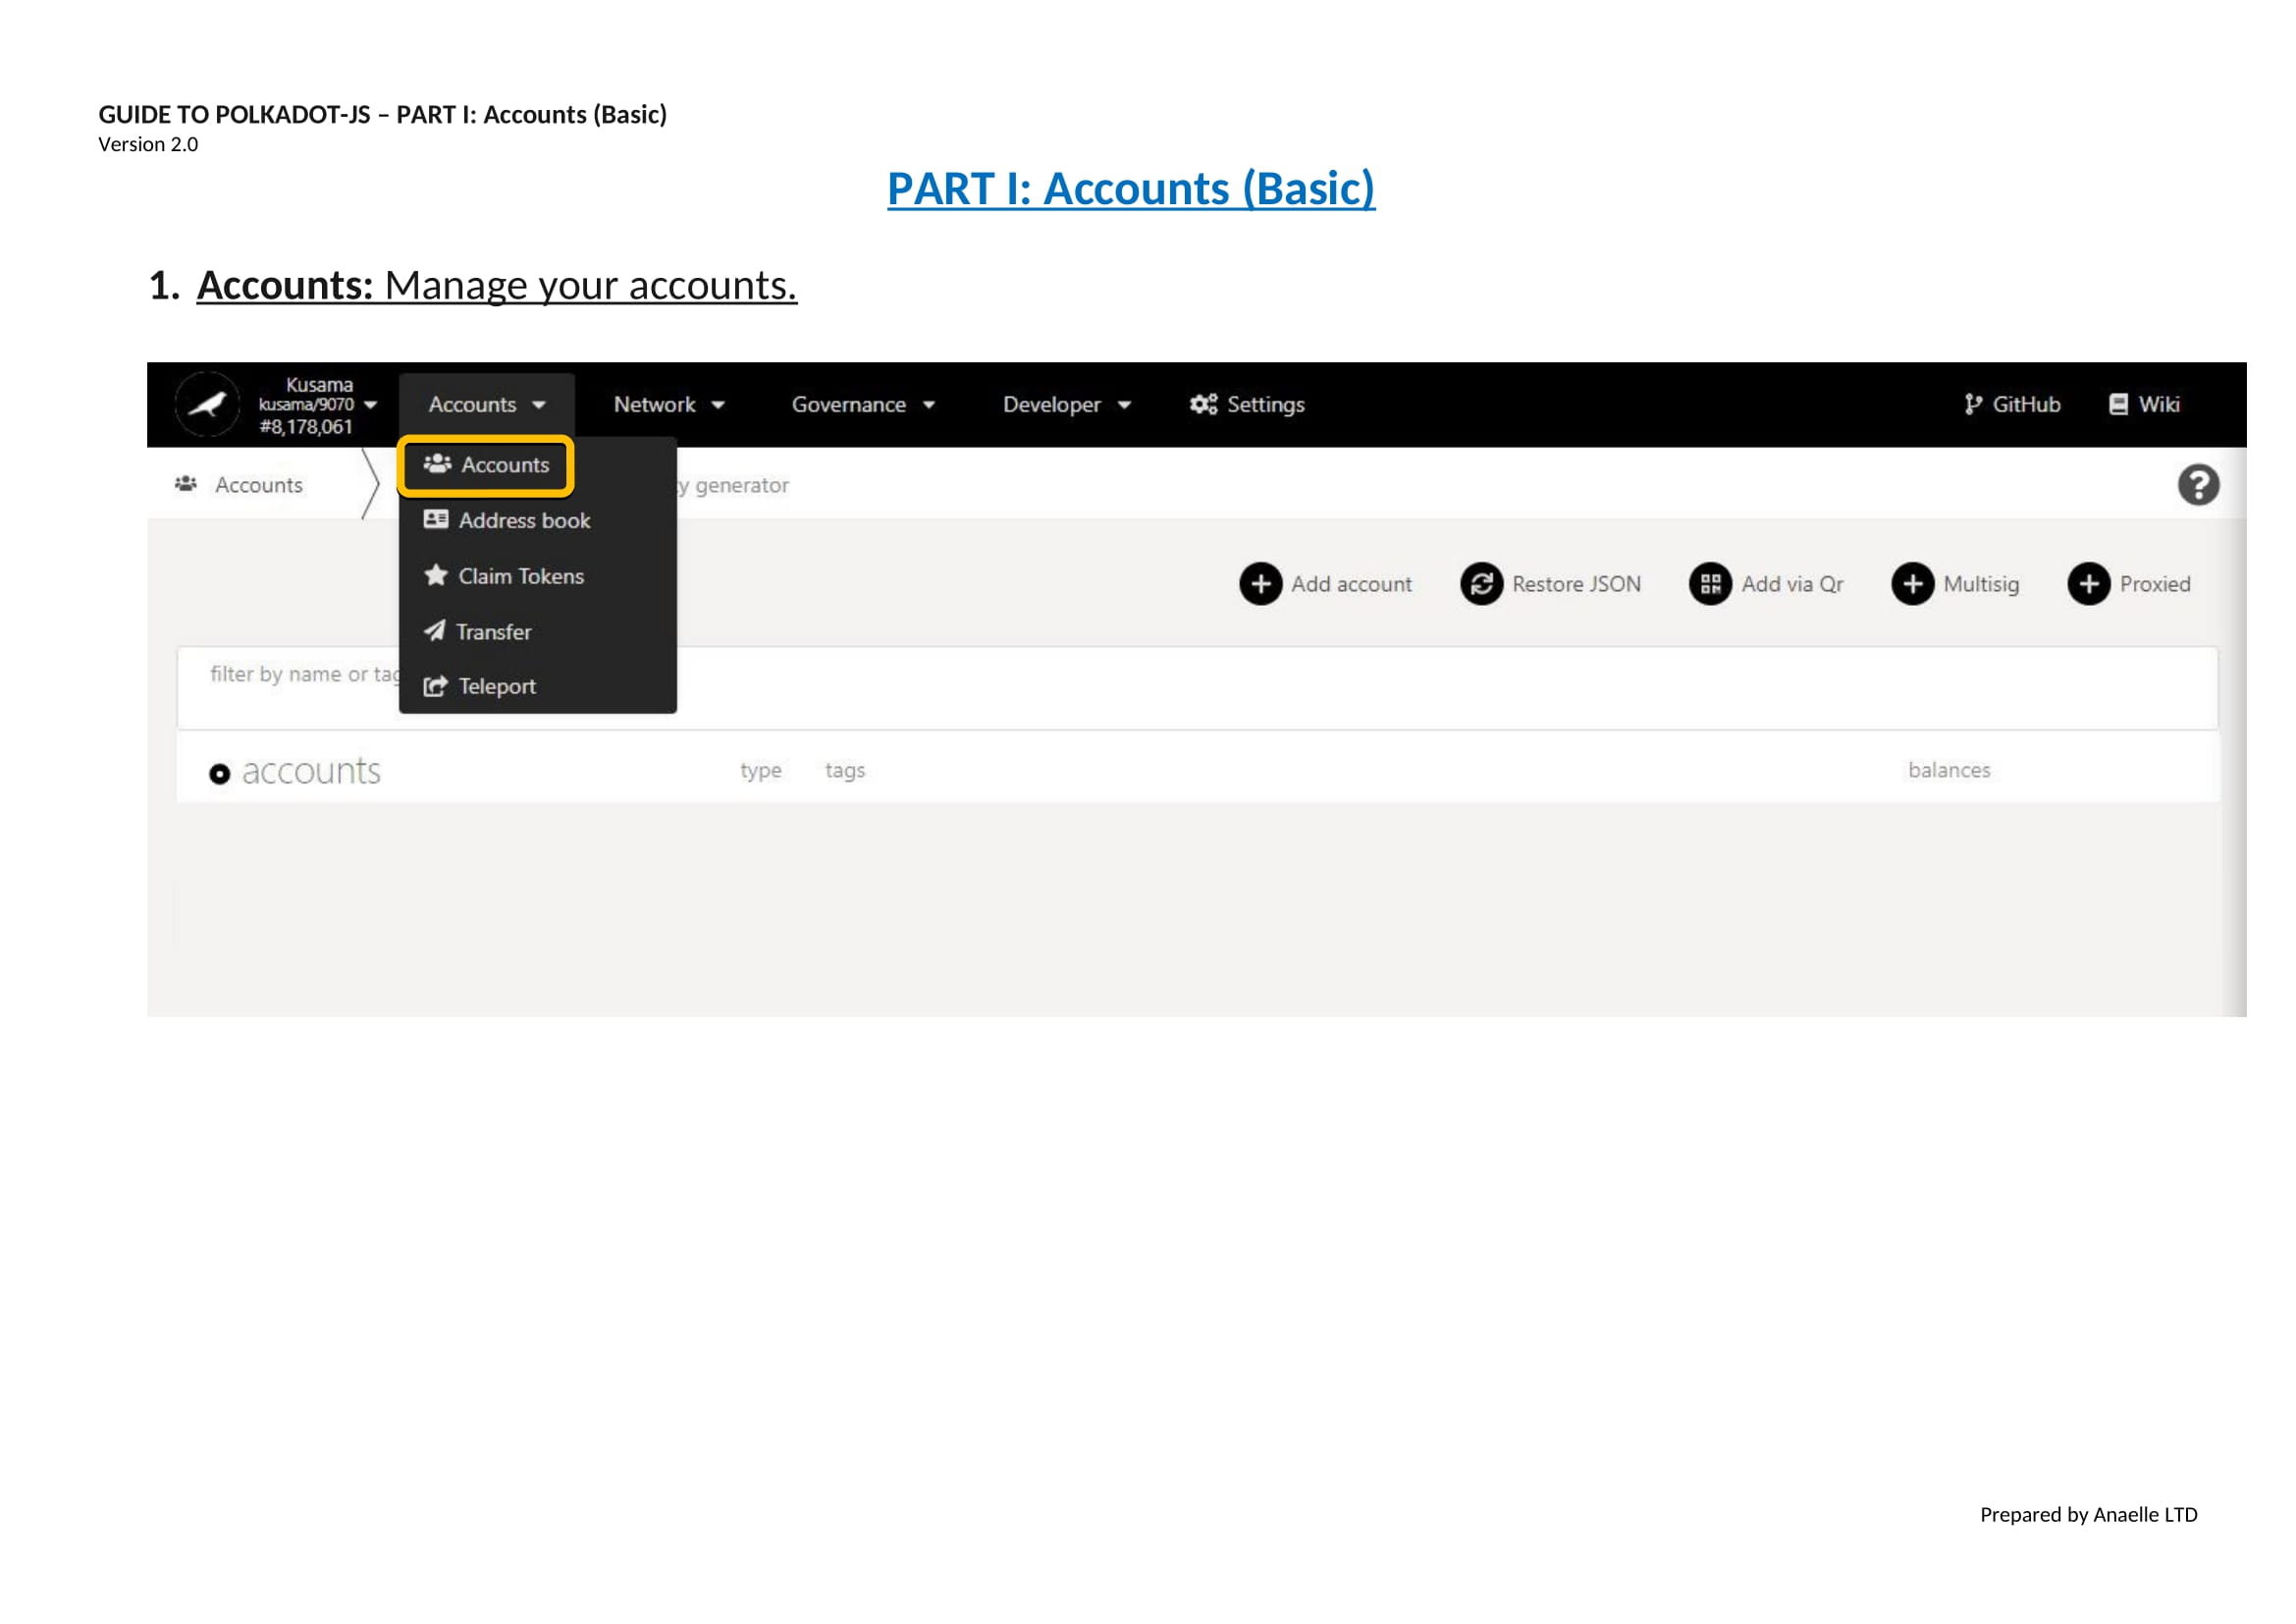 GUIDE TO POLKADOT-JS – PART I: Accounts (Basic)
Version 2.0
PART I: Accounts (Basic)
1. Accounts: Manage your accounts.
Kusama
kusama/9070
#8,178,061
Accounts
Network
Governance
Developer
Settings
GitHub
Wiki
Accounts
Accounts
generator
Address book
Claim Tokens
Transfer
Teleport
Add account
Restore JSON
Add via Qr
Multisig
Proxied
filter by name or
accounts
type
tags
balances
Prepared by Anaelle LTD